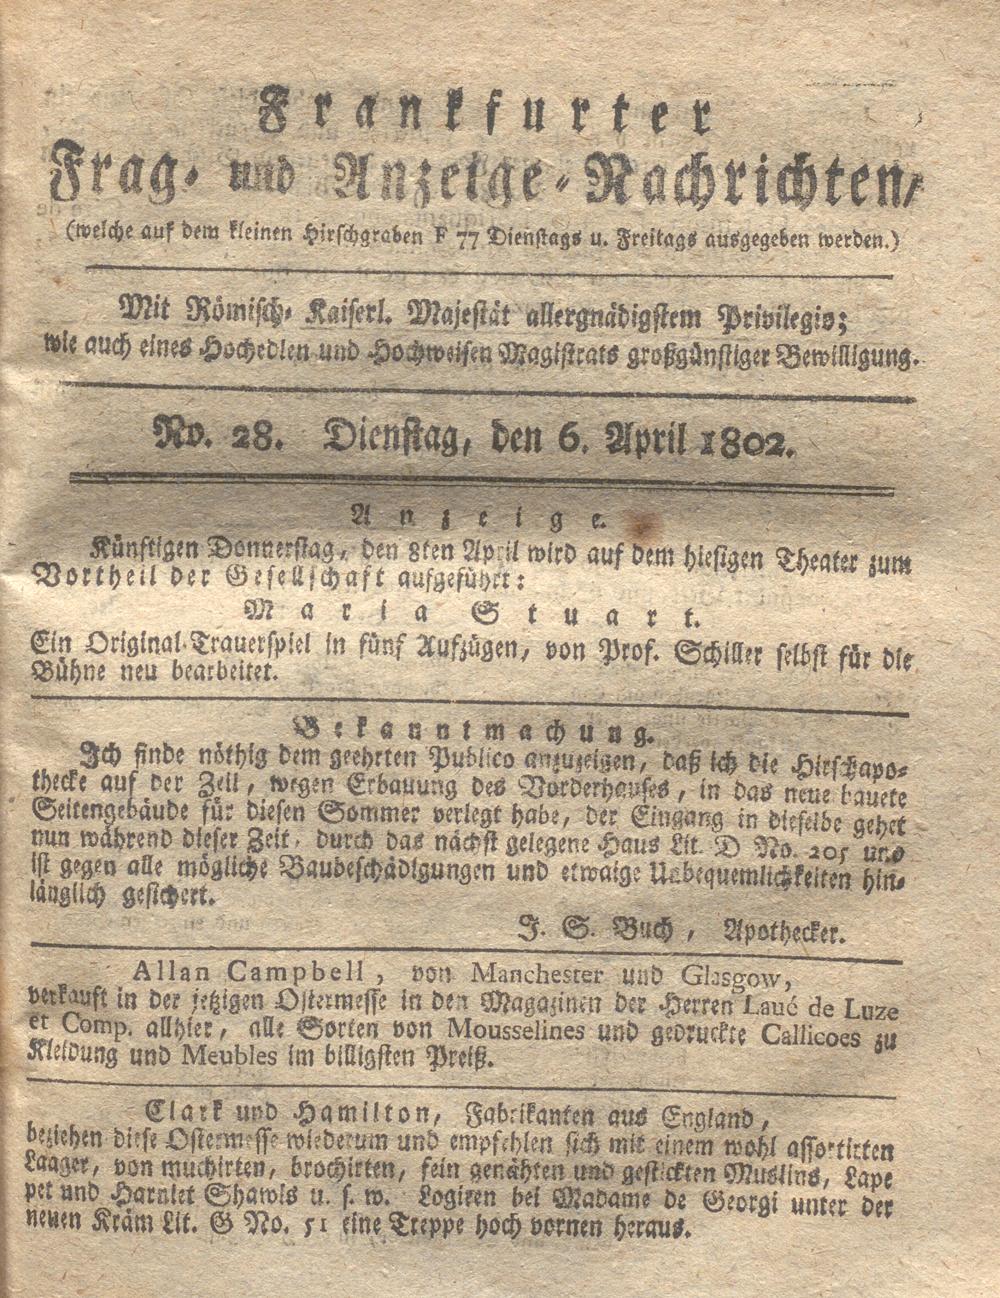 Frankfurter
Frag- und Anzeige-Nachrichten,
(welche auf dem kleinen Hirschgraben F 77 Dienstags u. Freitags ausgegeben werden.)
Mit Römisch- Kaiserl. Majestät allergnädigstem Privilegio;
wie auch eines Hochedlen und Hochweisen Magistrats großgünstiger Bewilligung.
No. 28. Dienstag, den 6. April 1802.
Anzeige.
Künftigen Donnerstag, den 8ten April wird auf dem hiesigen Theater zum
Vortheil der Gesellschaft aufgeführt:
Maria Stuart.
Ein Original-Trauerspiel in fünf Aufzügen, von Prof. Schiller selbst für die
Bühne neu bearbeitet.
Bekanntmachung.
Ich finde nöthig dem geehrten Publico anzuzeigen, daß ich die Hirschapo-
thecke auf der Zeil, wegen Erbauung des Vorderhauses, in das neue bauete
Seitengebäude für diesen Sommer verlegt habe, der Eingang in dieselbe gehet
nun während dieser Zeit, durch das nächst gelegene Haus Lit. D No. 205 und
ist gegen alle mögliche Baubeschädigungen und etwaige Unbequemlichkeiten hin-
länglich gesichert.
J. S. Buch, Apothecker.
Allan Campbell, von Manchester und Glasgow,
verkauft in der jetzigen Ostermesse in den Magazinen der Herren Laué de Luze
et Comp. allhier, alle Sorten von Mousselines und gedruckte Callicoes zu
Kleidung und Meubles im billigsten Preiß.
Clark und Hamilton, Fabrikanten aus England,
beziehen diese Ostermesse wiederum und empfehlen sich mit einem wohl assortirten
Laager, von muchirten, brochirten, fein genähten und gestickten Muslins, Lape
pet und Harnlet Shawls u. s. w. Logiren bei Madame de Georgi unter der
neuen Kräm Lit. G No. 51 eine Treppe hoch vornen heraus.